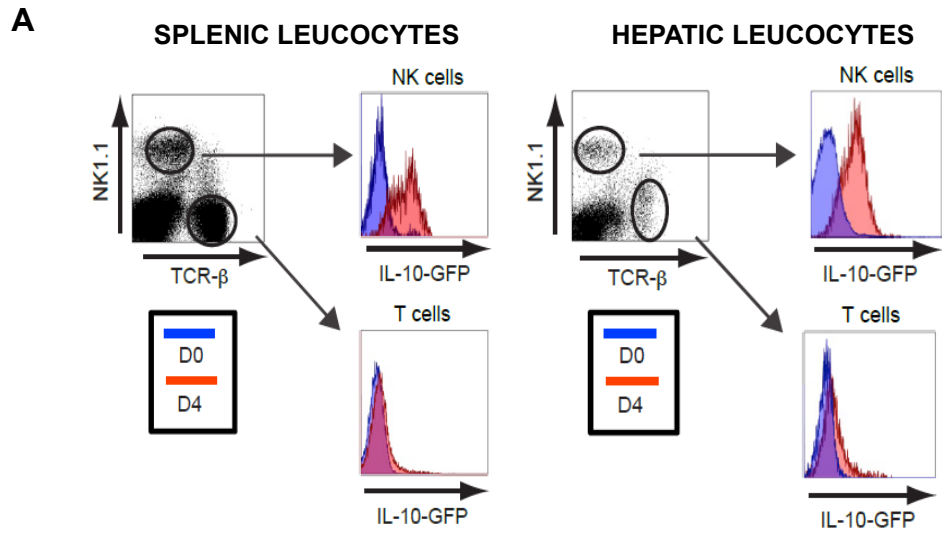 A
SPLENIC LEUCOCYTES
NK cells
NK1.1
TCR-β
IL-10-GFP
D0
D4
T cells
IL-10-GFP
HEPATIC LEUCOCYTES
NK cells
NK1.1
TCR-β
IL-10-GFP
D0
D4
T cells
IL-10-GFP